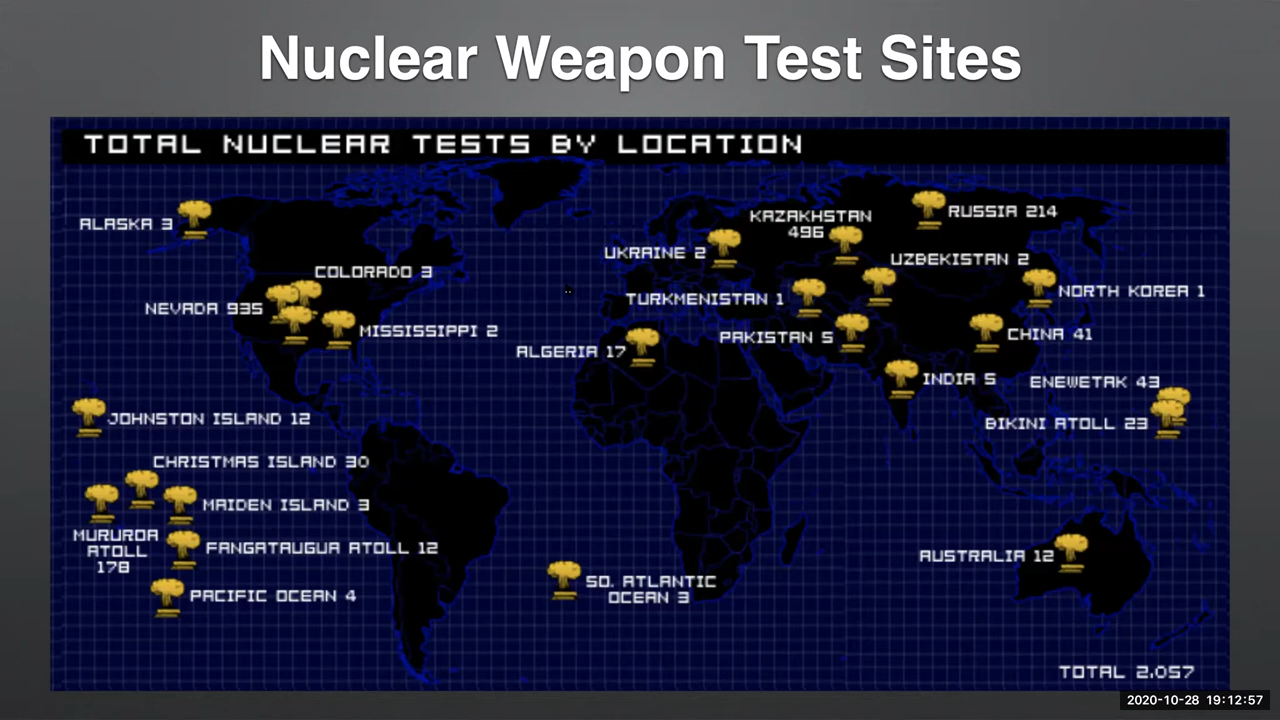 Nuclear Weapon Test Sites
TOTAL NUCLEAR TESTS BY LOCATION
ALASKA 3
COLORADO 3
NEVADA 935
MISSISSIPPI 2
KAZAKHSTAN
496
RUSSIA 214
UKRAINE 2
UZBEKISTAN 2
TURKMENISTAN 1
NORTH KOREA 1
PAKISTAN 5
CHINA 41
ALGERIA 17
INDIA 5
ENEWETAK 43
BIKINI ATOLL 23
JOHNSTON ISLAND 12
CHRISTMAS ISLAND 30
MAIDEN ISLAND 3
MURUROA
ATOLL
178
FANGATAUGUA ATOLL 12
PACIFIC OCEAN 4
SO. ATLANTIC
OCEAN 3
AUSTRALIA 12
TOTAL 2.057
2020-10-28 19:12:57